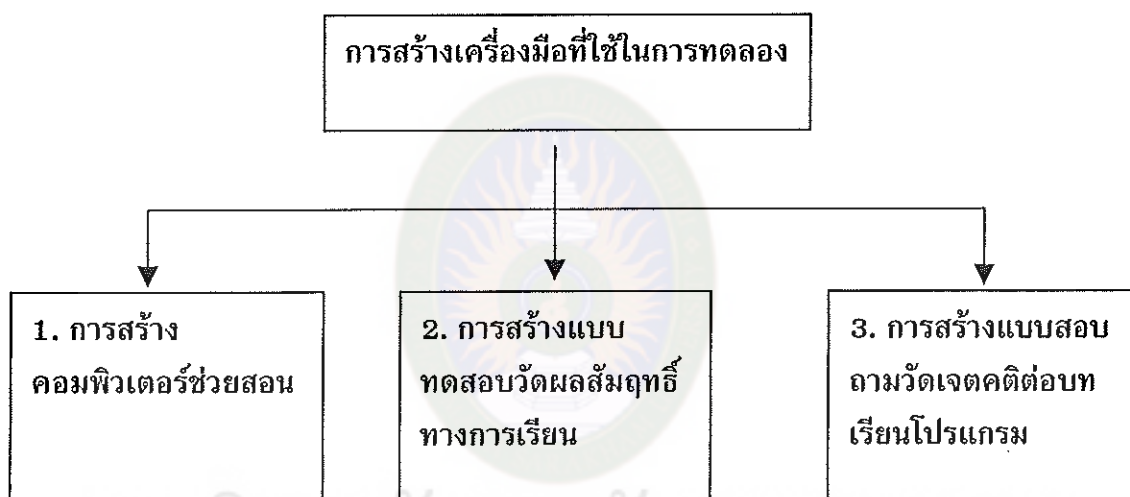 การสร้างเครื่องมือที่ใช้ในการทดลอง
1. การสร้าง
คอมพิวเตอร์ช่วยสอน
2. การสร้างแบบ
ทดสอบวัดผลสัมฤทธิ์
ทางการเรียน
3. การสร้างแบบสอบ
ถามวัดเจตคติต่อบท
เรียนโปรแกรม